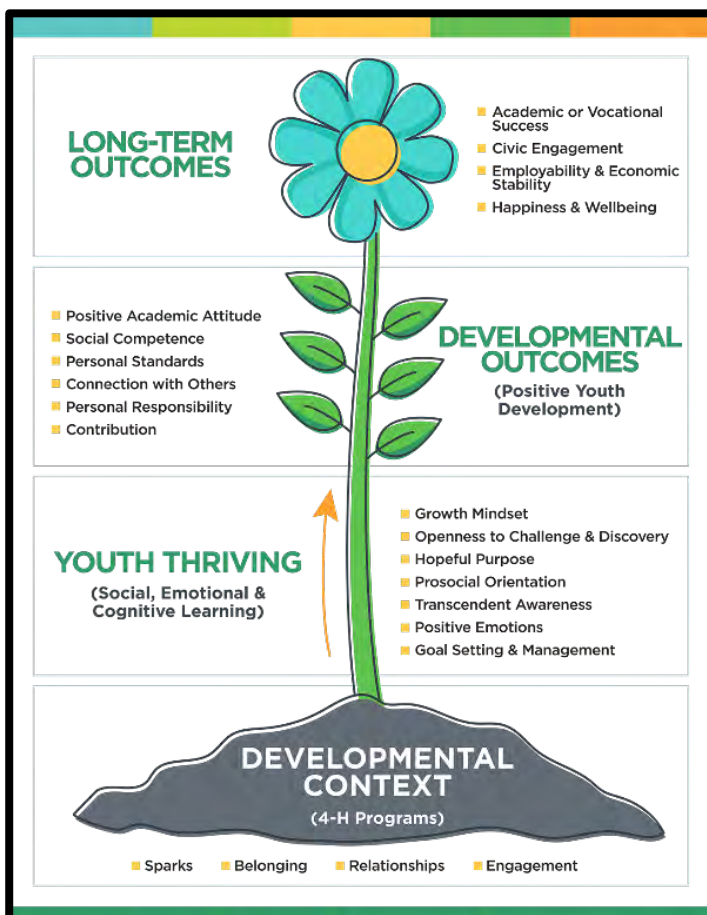 LONG-TERM
OUTCOMES
Academic or Vocational
Success
Civic Engagement
Employability & Economic
Stability
Happiness & Wellbeing
Positive Academic Attitude
Social Competence
Personal Standards
Connection with Others
Personal Responsibility
Contribution
DEVELOPMENTAL
OUTCOMES
(Positive Youth
Development)
YOUTH THRIVING
(Social, Emotional &
Cognitive Learning)
Growth Mindset
Openness to Challenge & Discovery
Hopeful Purpose
Prosocial Orientation
Transcendent Awareness
Positive Emotions
Goal Setting & Management
DEVELOPMENTAL
CONTEXT
(4-H Programs)
Sparks
Belonging
Relationships
Engagement